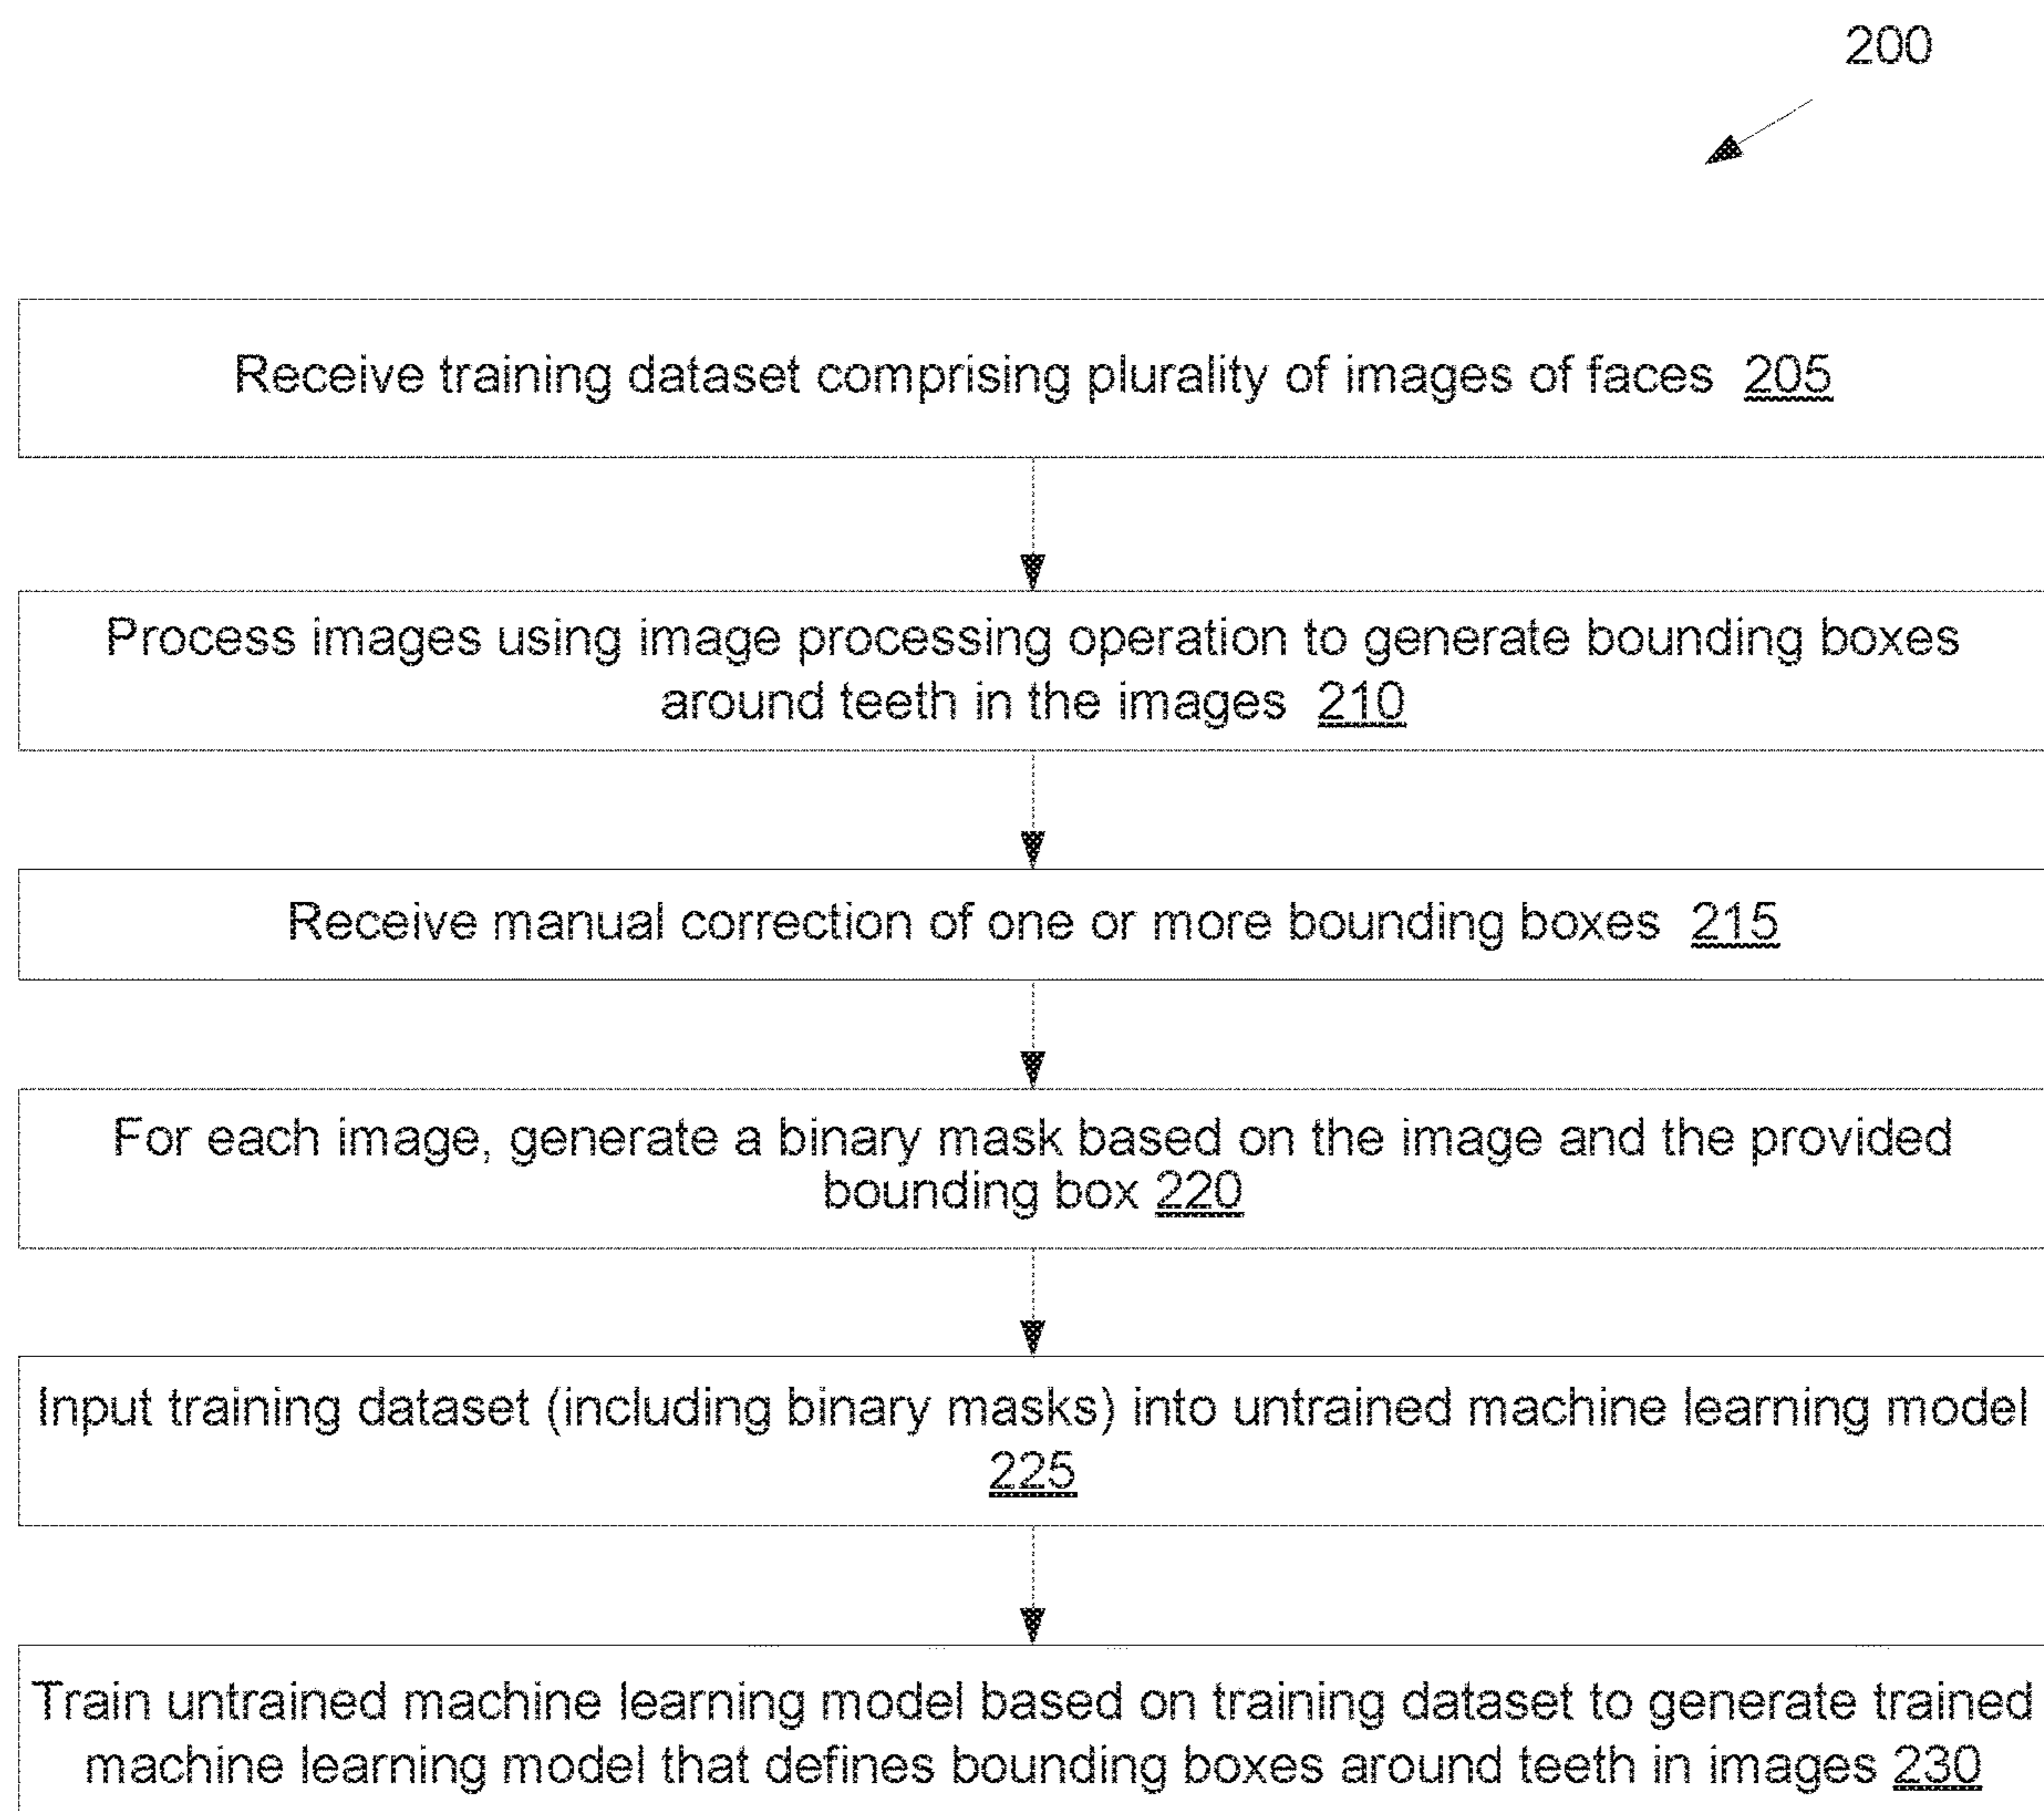 200
Receive training dataset comprising plurality of images of faces 205
Process images using image processing operation to generate bounding boxes
around teeth in the images 210
Receive manual correction of one or more bounding boxes 215
For each image, generate a binary mask based on the image and the provided
bounding box 220
Input training dataset (including binary masks) into untrained machine learning model
225
Train untrained machine learning model based on training dataset to generate trained
machine learning model that defines bounding boxes around teeth in images 230